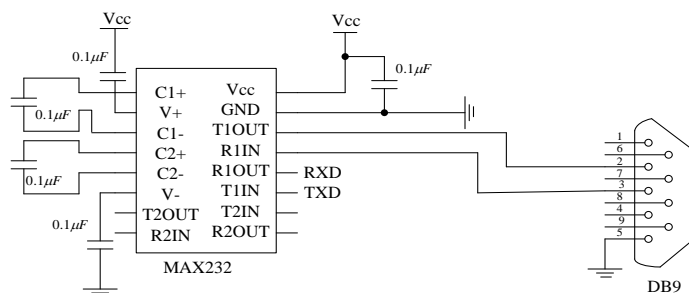 Vcc
Vcc
0.1μF
0.1μF
0.1μF
0.1μF
0.1μF
C1+
V+
C1-
C2+
C2-
V-
T2OUT
R2IN
Vcc
GND
T1OUT
R1IN
R1OUT
T1IN
T2IN
R2OUT
RXD
TXD
MAX232
1
6
2
7
3
8
4
9
5
DB9